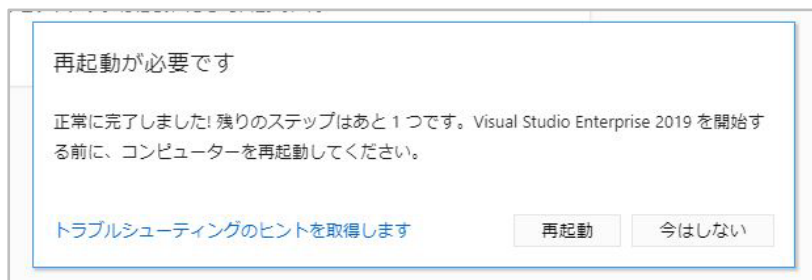 再起動が必要です
正常に完了しました! 残りのステップはあと 1 つです。Visual Studio Enterprise 2019 を開始す
る前に、コンピューターを再起動してください。
トラブルシューティングのヒントを取得します
再起動
今はしない